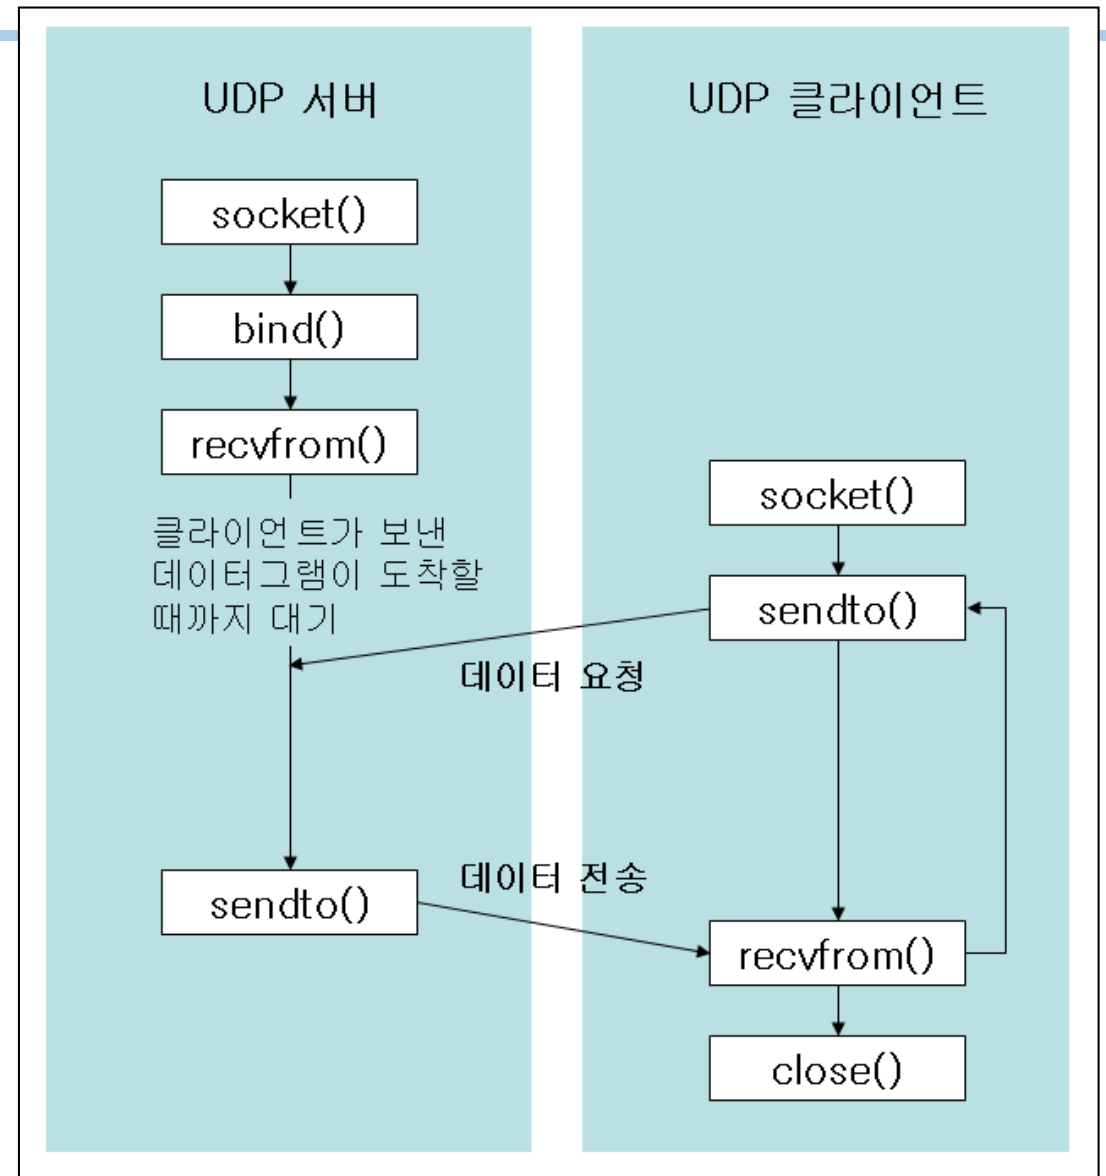 UDP 서버
socket()
bind()
recvfrom()
클라이언트가 보낸
데이터그램이 도착할
때까지 대기
sendto()
UDP 클라이언트
socket()
sendto()
데이터 요청
데이터 전송
recvfrom()
close()